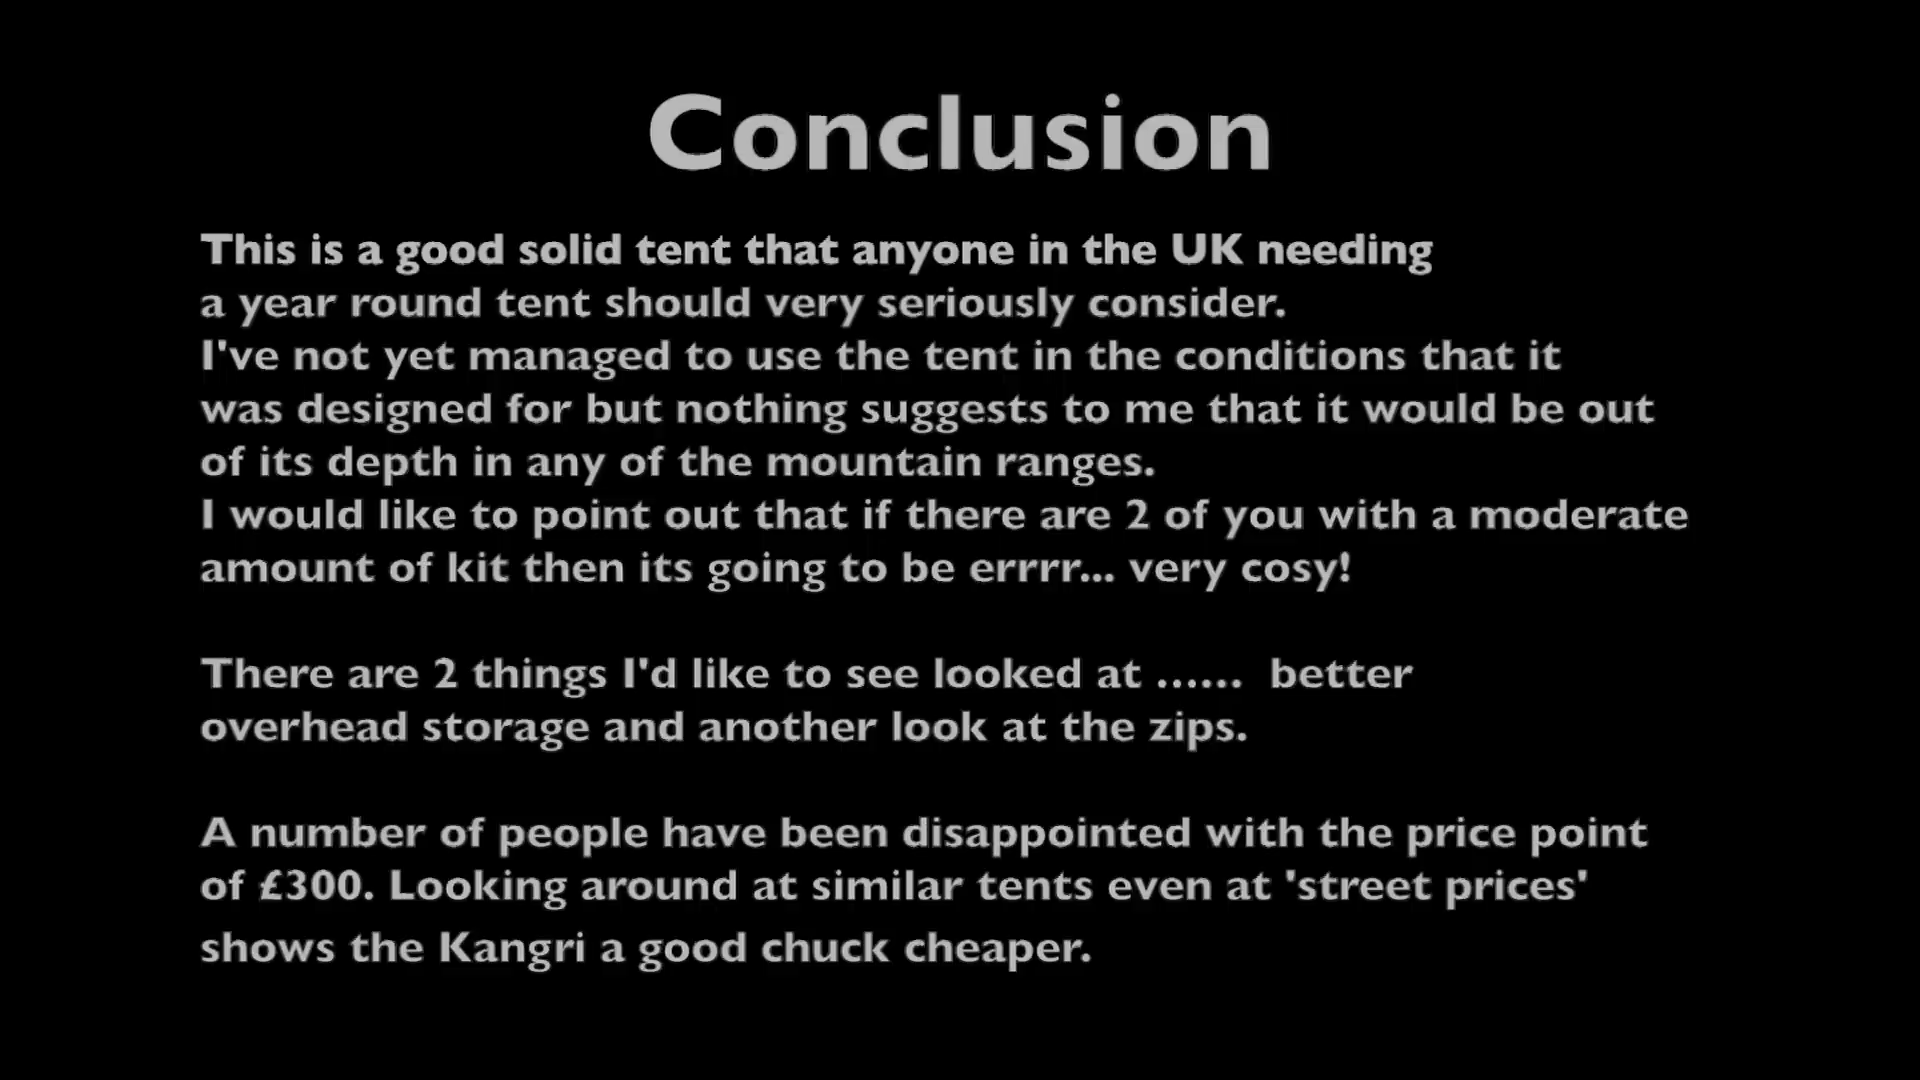 Conclusion
This is a good solid tent that anyone in the UK needing
a year round tent should very seriously consider.
I've not yet managed to use the tent in the conditions that it
was designed for but nothing suggests to me that it would be out
of its depth in any of the mountain ranges.
I would like to point out that if there are 2 of you with a moderate
amount of kit then its going to be errrr... very cosy!
There are 2 things I'd like to see looked at ...... better
overhead storage and another look at the zips.
A number of people have been disappointed with the price point
of £300. Looking around at similar tents even at 'street prices'
shows the Kangri a good chuck cheaper.